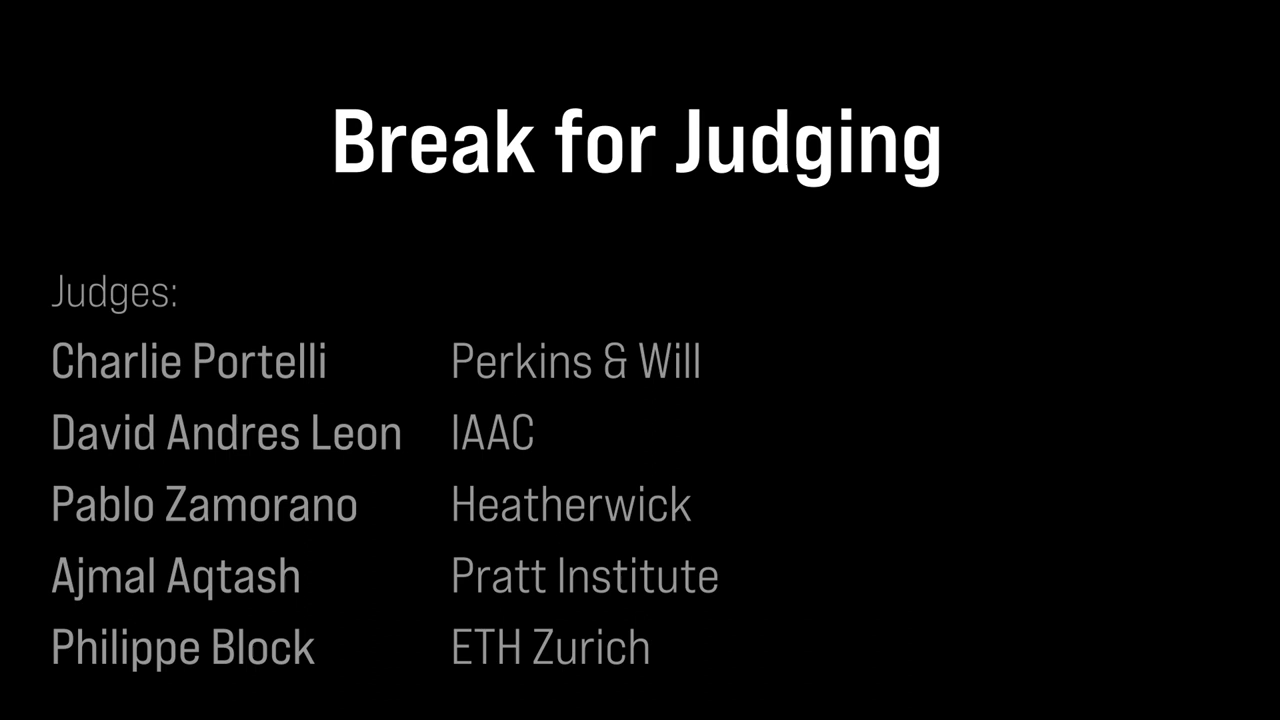 Break for Judging
Judges:
Charlie Portelli Perkins & Will
David Andres Leon IAAC
Pablo Zamorano Heatherwick
Ajmal Aqtash Pratt Institute
Philippe Block ETH Zurich